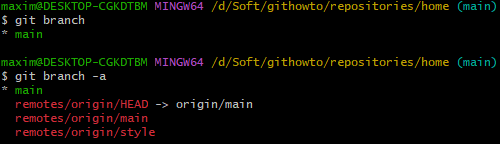 maxim@DESKTOP-CGKDTBM MINGW64 /d/Soft/githowto/repositories/home (main)
$ git branch
* main
maxim@DESKTOP-CGKDTBM MINGW64 /d/Soft/githowto/repositories/home (main)
$ git branch -a
* main
remotes/origin/HEAD -> origin/main
remotes/origin/main
remotes/origin/style